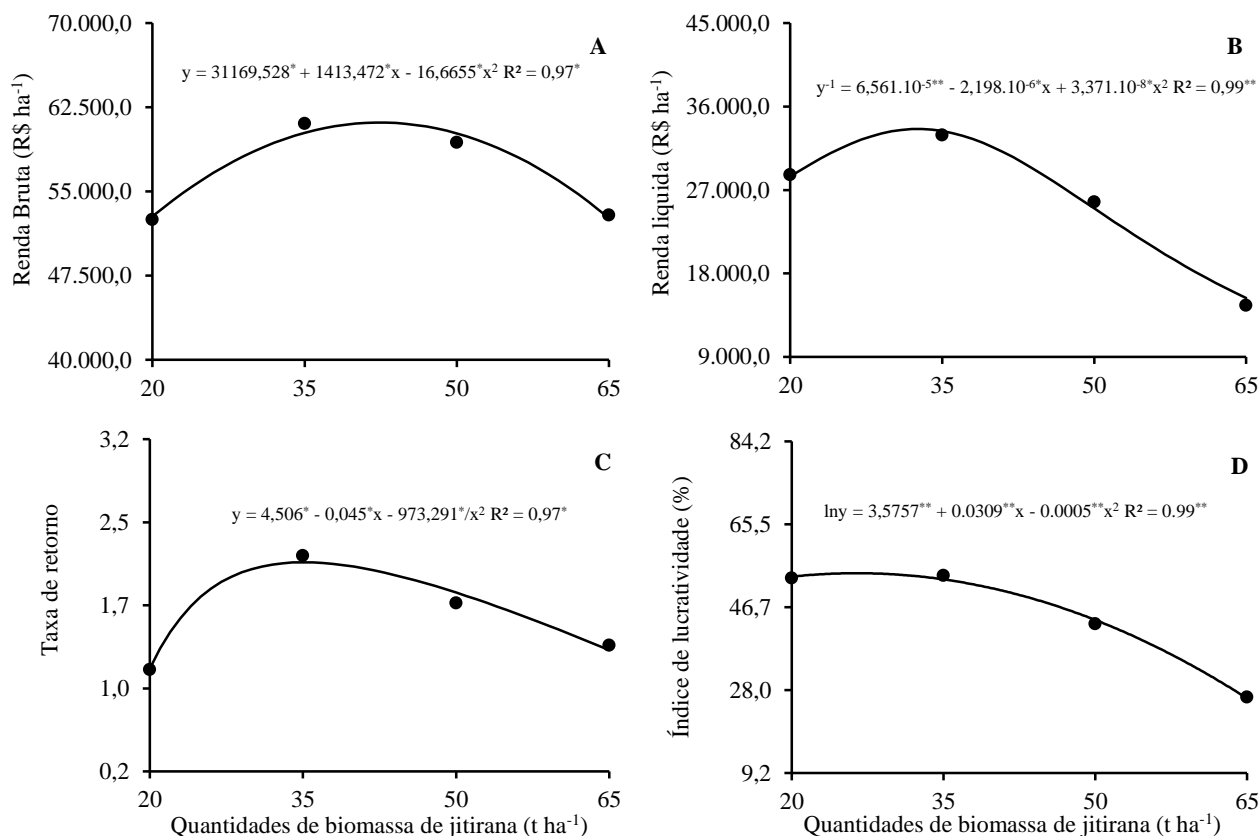 A
y = 31169,528* + 1413,472*x - 16,6655*x² R² = 0,97*
Renda Bruta (R$ ha⁻¹)
70.000,0
62.500,0
55.000,0
47.500,0
40.000,0
20 35 50 65
B
y⁻¹ = 6,561.10⁻⁵** - 2,198.10⁻⁶*x + 3,371.10⁻⁸*x² R² = 0,99**
Renda liquida (R$ ha⁻¹)
45.000,0
36.000,0
27.000,0
18.000,0
9.000,0
20 35 50 65
C
y = 4,506* - 0,045*x - 973,291*/x² R² = 0,97*
Taxa de retorno
3,2
2,5
1,7
1,0
0,2
20 35 50 65
Quantidades de biomassa de jitirana (t ha⁻¹)
D
lny = 3,5757** + 0.0309**x - 0.0005**x² R² = 0.99**
Índice de lucratividade (%)
84,2
65,5
46,7
28,0
9,2
20 35 50 65
Quantidades de biomassa de jitirana (t ha⁻¹)